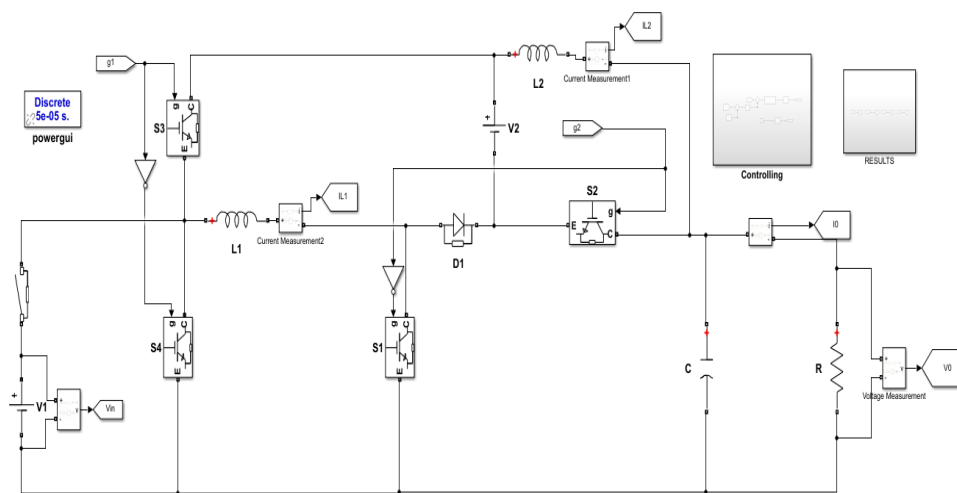 IL2
g1
L2
Current Measurement1
Discrete
5e-05 s.
powergui
g
C
S3
E
+
V2
g2
Controlling
RESULTS
S2
g
E
C
IL1
L1
Current Measurement2
D1
I0
g
C
S4
E
g
C
S1
E
C
R
V0
Voltage Measurement
+
V1
+
-
v
Vin